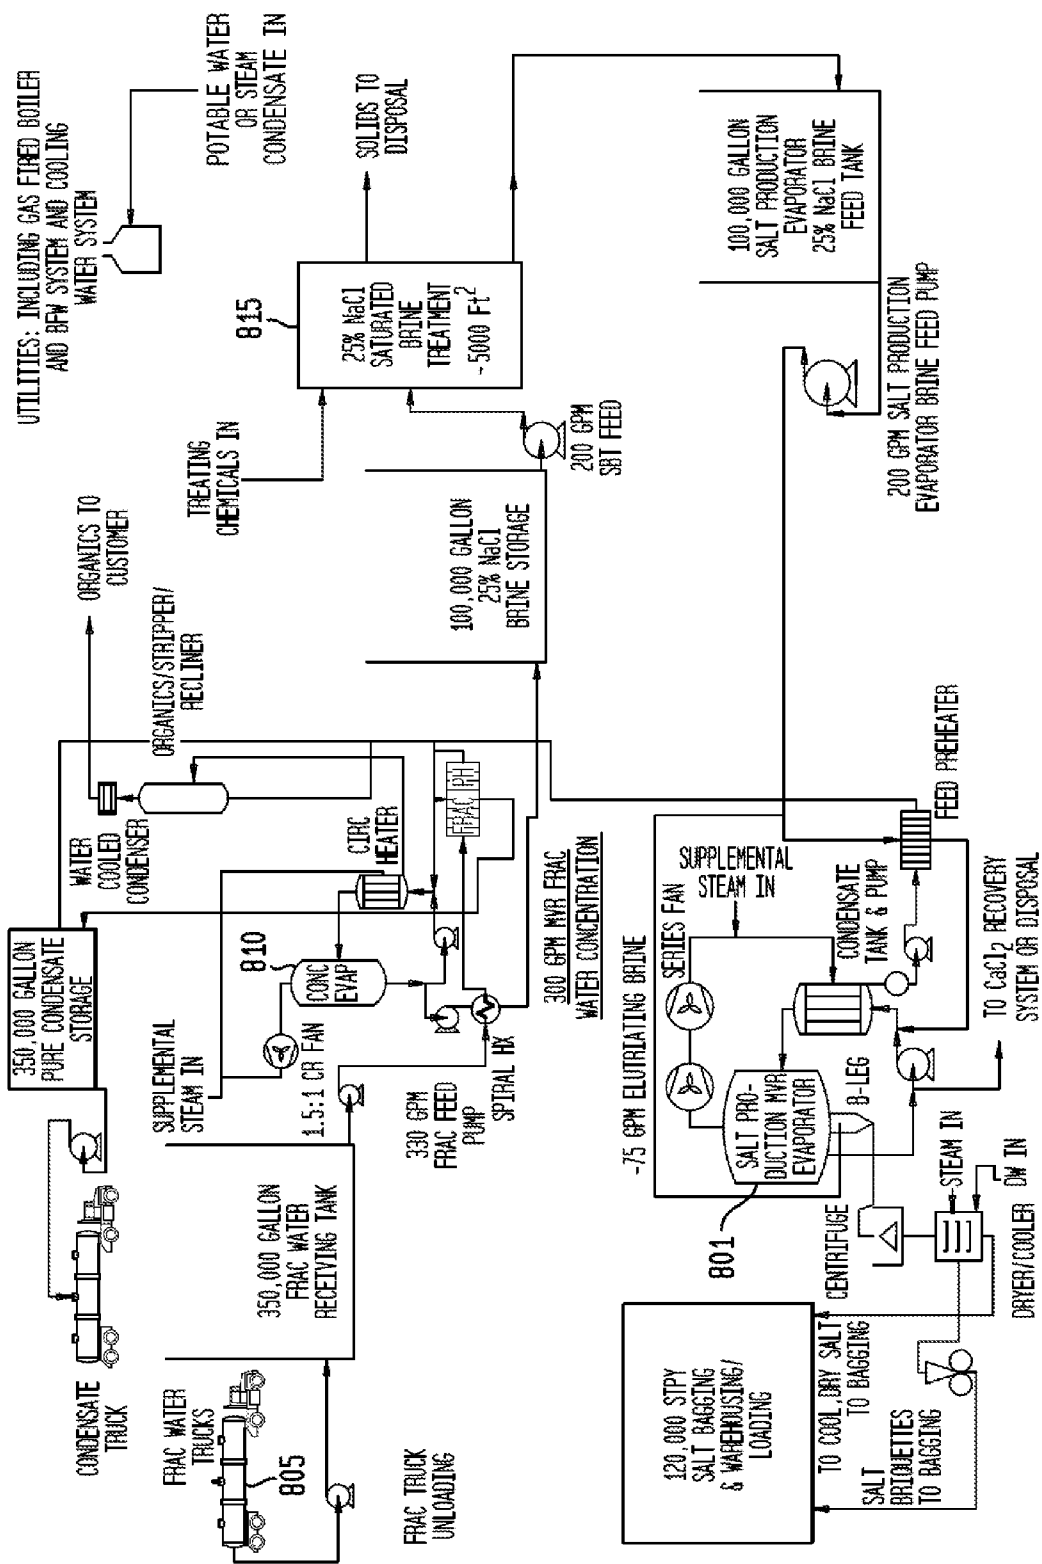 UTILITIES: INCLUDING GAS FIRED BOILER
AND BFW SYSTEM AND COOLING
WATER SYSTEM
POTABLE WATER
OR STEAM
CONDENSATE IN
CONDENSATE
TRUCK
350,000 GALLON
PURE CONDENSATE
STORAGE
WATER
COOLED
CONDENSER
ORGANICS TO
CUSTOMER
ORGANICS/STRIPPER/
RECLINER
TREATING
CHEMICALS IN
815
25% NaCl
SATURATED
BRINE
TREATMENT
~5000 Ft2
SOLIDS TO
DISPOSAL
FRAC WATER
TRUCKS
805
FRAC TRUCK
UNLOADING
350,000 GALLON
FRAC WATER
RECEIVING TANK
SUPPLEMENTAL
STEAM IN
1.5:1 CR FAN
810
CONC
EVAP
CIRC
HEATER
FRAC PH
330 GPM
FRAC FEED
PUMP
SPIRAL HX
300 GPM MVR FRAC
WATER CONCENTRATION
100,000 GALLON
25% NaCl
BRINE STORAGE
200 GPM
SBT FEED
100,000 GALLON
SALT PRODUCTION
EVAPORATOR
25% NaCl BRINE
FEED TANK
200 GPM SALT PRODUCTION
EVAPORATOR BRINE FEED PUMP
~75 GPM ELUTRIATING BRINE
SERIES FAN
SUPPLEMENTAL
STEAM IN
801
SALT PRO-
DUCTION MVR
EVAPORATOR
B-LEG
CONDENSATE
TANK & PUMP
FEED PREHEATER
TO CaCl2 RECOVERY
SYSTEM OR DISPOSAL
CENTRIFUGE
STEAM IN
DW IN
DRYER/COOLER
120,000 STPY
SALT BAGGING
& WAREHOUSING/
LOADING
TO COOL,DRY SALT
TO BAGGING
SALT
BRIQUETTES
TO BAGGING